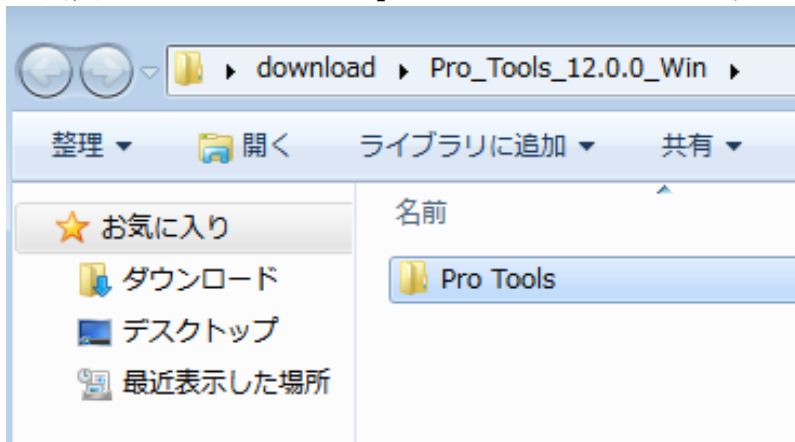 download Pro_Tools_12.0.0_Win
整理 開く ライブラリに追加 共有
お気に入り
ダウンロード
デスクトップ
最近表示した場所
名前
Pro Tools